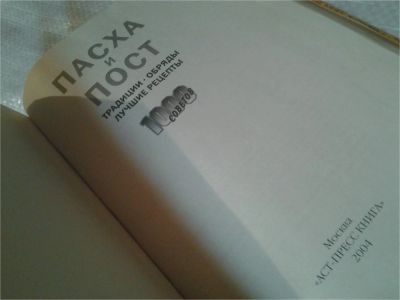 ПАСХА
И
ПОСТ
ТРАДИЦИИ · ОБРЯДЫ
ЛУЧШИЕ РЕЦЕПТЫ
1000
СОВЕТОВ
Москва
«АСТ-ПРЕСС КНИГА»
2004